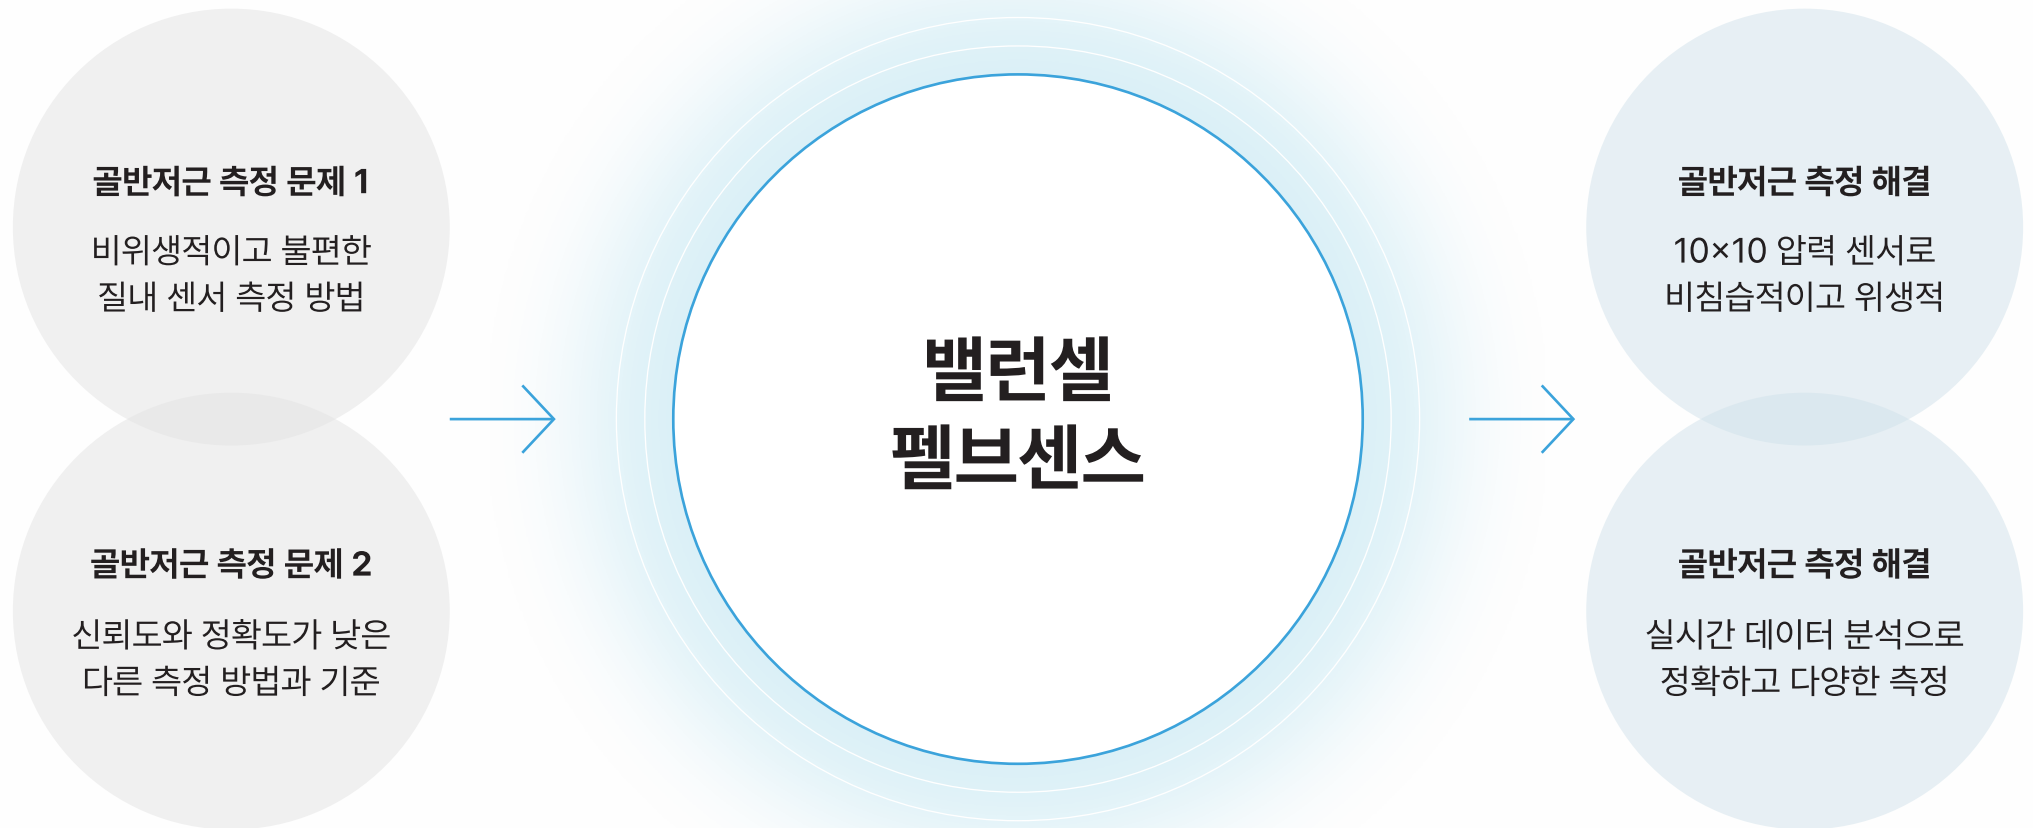 골반저근 측정 문제 1
비위생적이고 불편한
질내 센서 측정 방법
골반저근 측정 문제 2
신뢰도와 정확도가 낮은
다른 측정 방법과 기준
밸런셀
펠브센스
골반저근 측정 해결
10×10 압력 센서로
비침습적이고 위생적
골반저근 측정 해결
실시간 데이터 분석으로
정확하고 다양한 측정